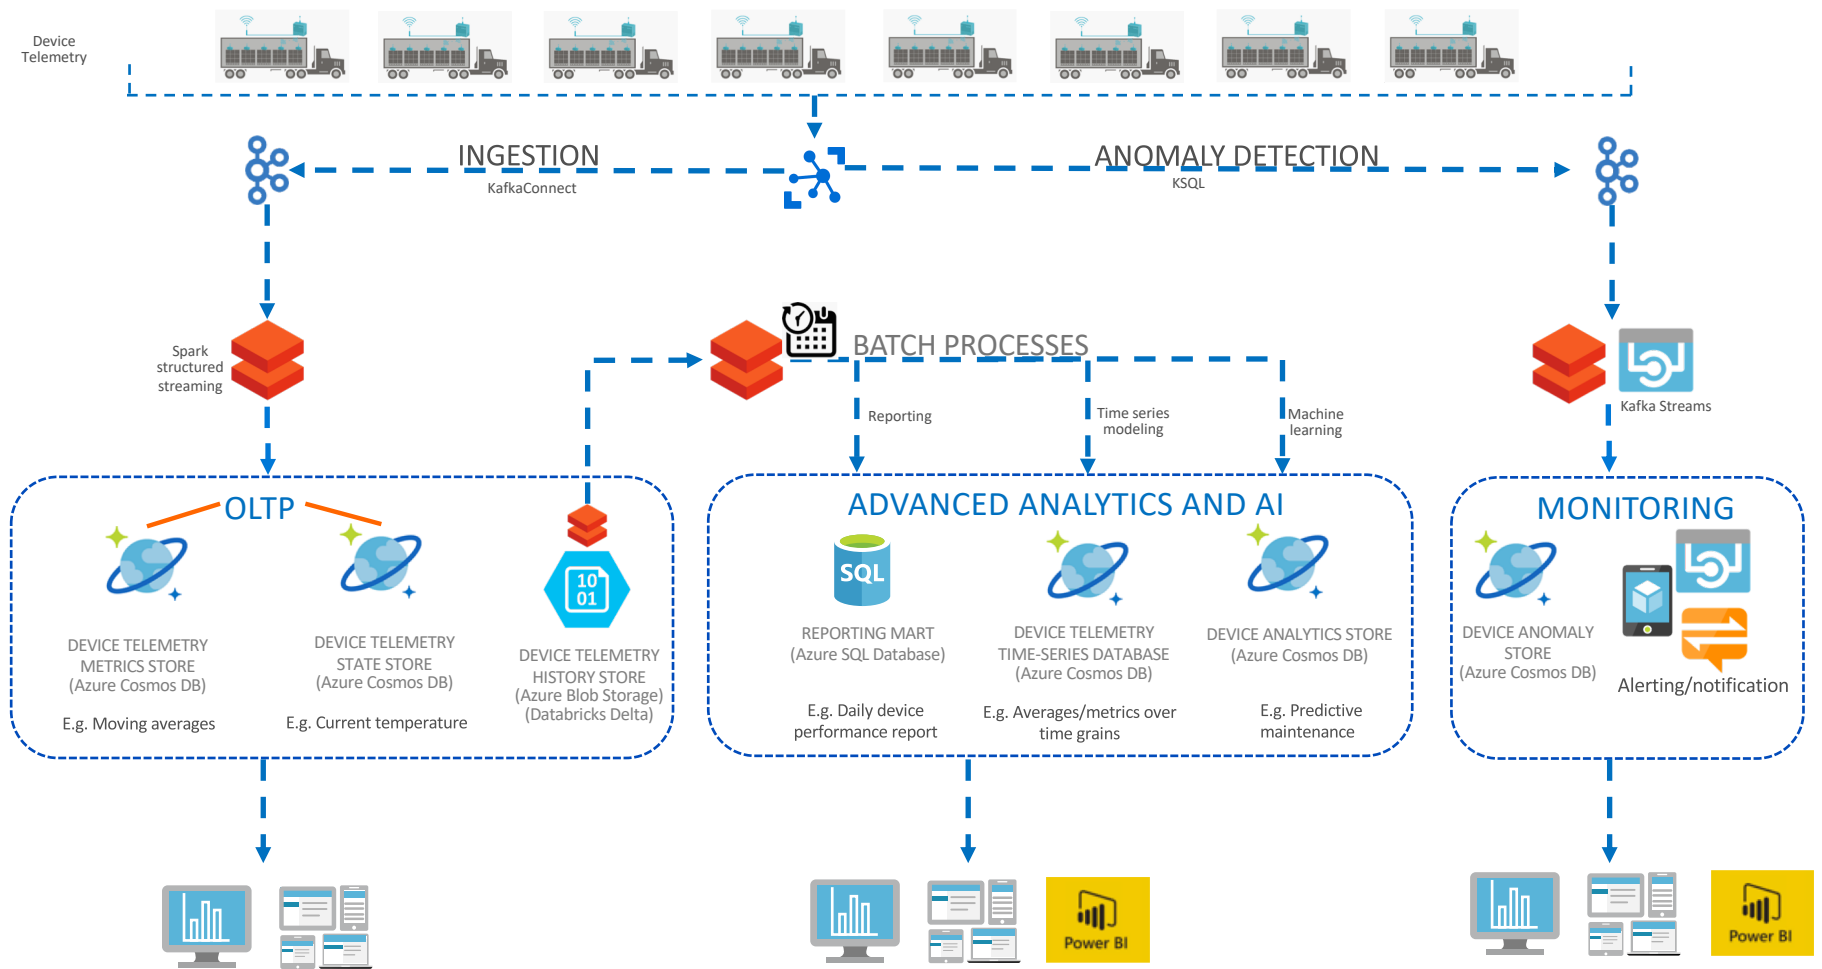 Device
Telemetry
INGESTION
KafkaConnect
ANOMALY DETECTION
KSQL
Spark
structured
streaming
BATCH PROCESSES
Reporting
Time series
modeling
Machine
learning
Kafka Streams
OLTP
DEVICE TELEMETRY
METRICS STORE
(Azure Cosmos DB)
E.g. Moving averages
DEVICE TELEMETRY
STATE STORE
(Azure Cosmos DB)
E.g. Current temperature
10
01
DEVICE TELEMETRY
HISTORY STORE
(Azure Blob Storage)
(Databricks Delta)
ADVANCED ANALYTICS AND AI
SQL
REPORTING MART
(Azure SQL Database)
E.g. Daily device
performance report
DEVICE TELEMETRY
TIME-SERIES DATABASE
(Azure Cosmos DB)
E.g. Averages/metrics over
time grains
DEVICE ANALYTICS STORE
(Azure Cosmos DB)
E.g. Predictive
maintenance
MONITORING
DEVICE ANOMALY
STORE
(Azure Cosmos DB)
Alerting/notification
Power BI
Power BI